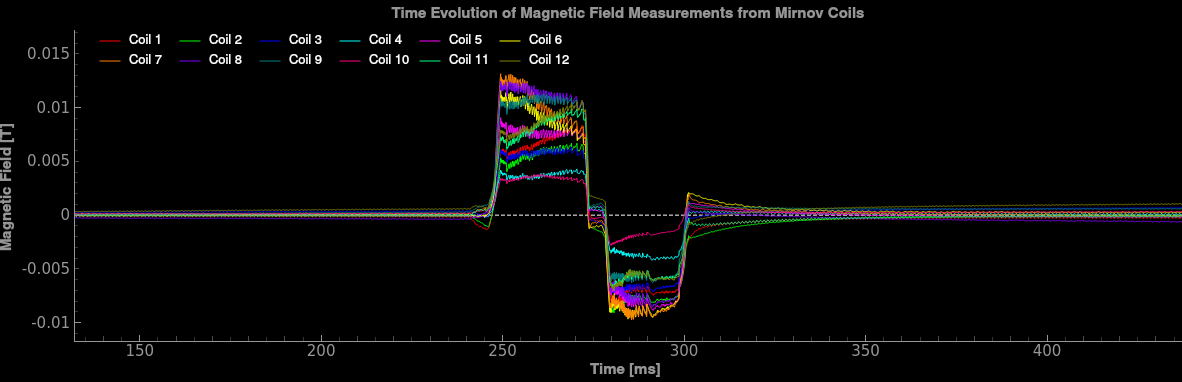 Time Evolution of Magnetic Field Measurements from Mirnov Coils
Coil 1 Coil 2 Coil 3 Coil 4 Coil 5 Coil 6
Coil 7 Coil 8 Coil 9 Coil 10 Coil 11 Coil 12
Magnetic Field [T]
0.015
0.01
0.005
0
-0.005
-0.01
150 200 250 300 350 400
Time [ms]